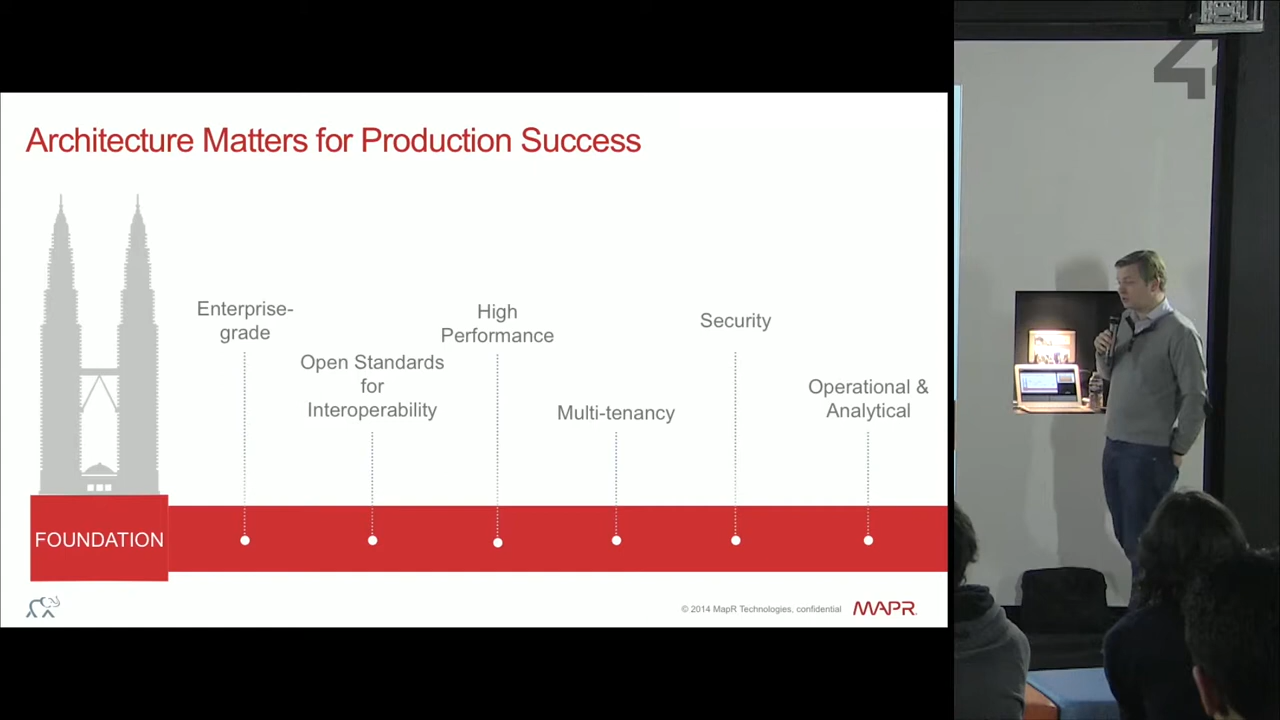 Architecture Matters for Production Success
Enterprise-
grade
Open Standards
for
Interoperability
High
Performance
Multi-tenancy
Security
Operational &
Analytical
FOUNDATION
© 2014 MapR Technologies, confidential
MAPR
42